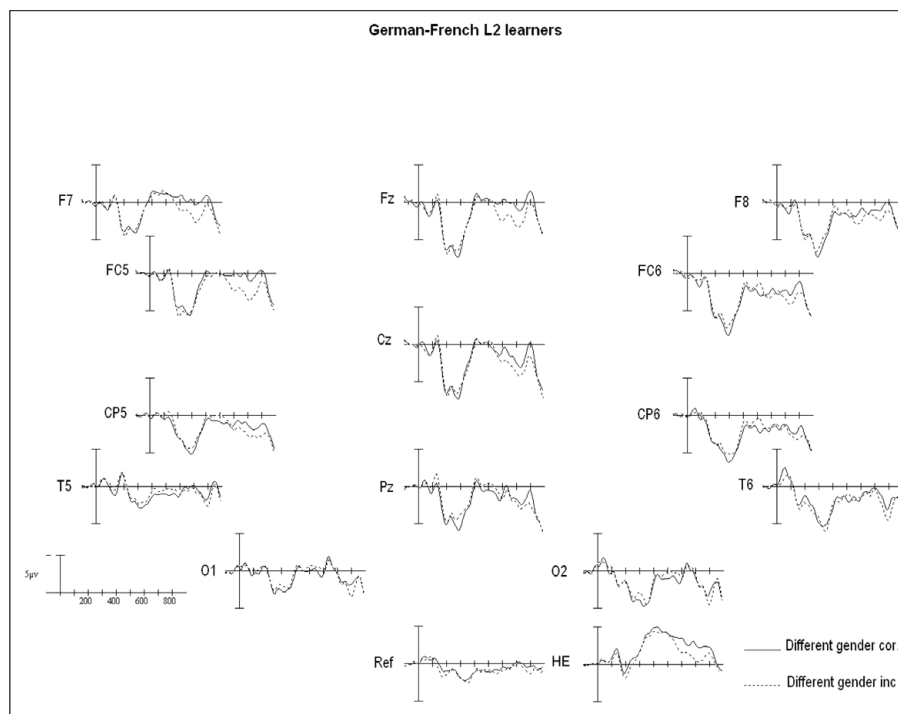 German-French L2 learners
F7
Fz
F8
FC5
FC6
Cz
CP5
CP6
T5
Pz
T6
5µv
200 400 600 800
O1
O2
Ref
HE
Different gender cor.
Different gender inc